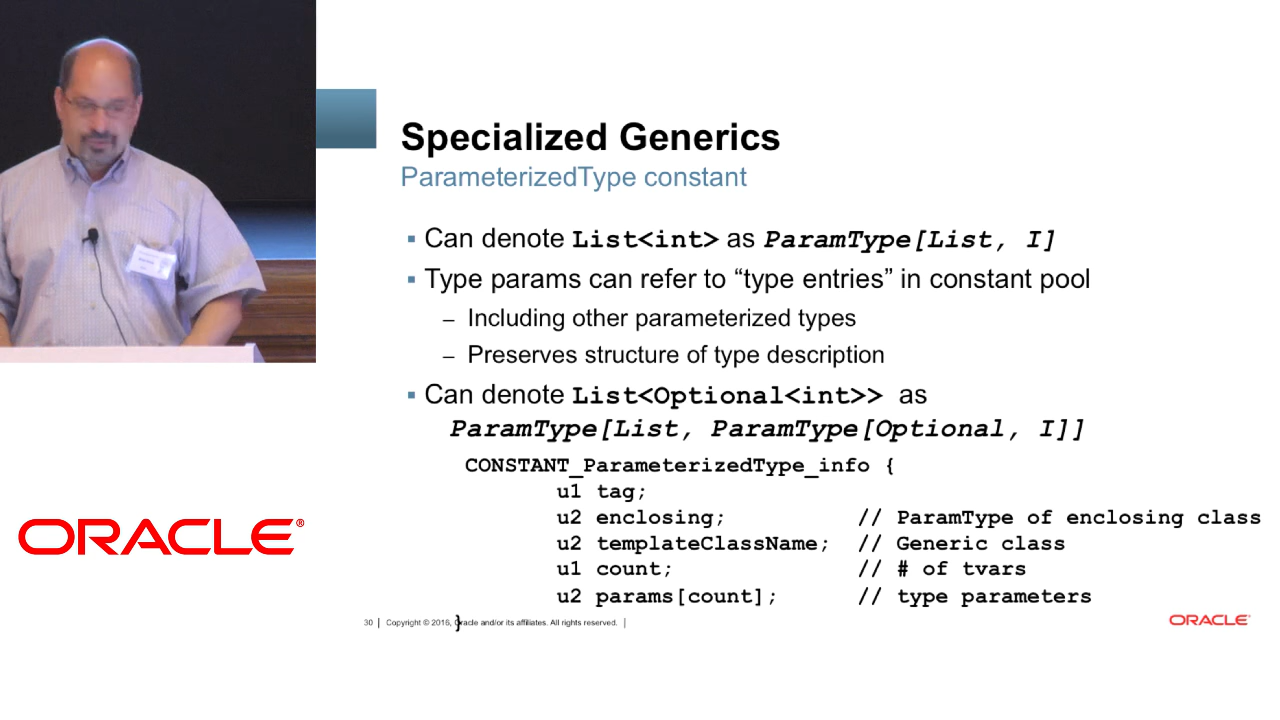 Specialized Generics
ParameterizedType constant
▪ Can denote List<int> as ParamType[List, I]
▪ Type params can refer to “type entries” in constant pool
– Including other parameterized types
– Preserves structure of type description
▪ Can denote List<Optional<int>> as
ParamType[List, ParamType[Optional, I]]
CONSTANT_ParameterizedType_info {
u1 tag;
u2 enclosing; // ParamType of enclosing class
u2 templateClassName; // Generic class
u1 count; // # of tvars
u2 params[count]; // type parameters
}
30 | Copyright © 2016, Oracle and/or its affiliates. All rights reserved. |
ORACLE®
ORACLE®